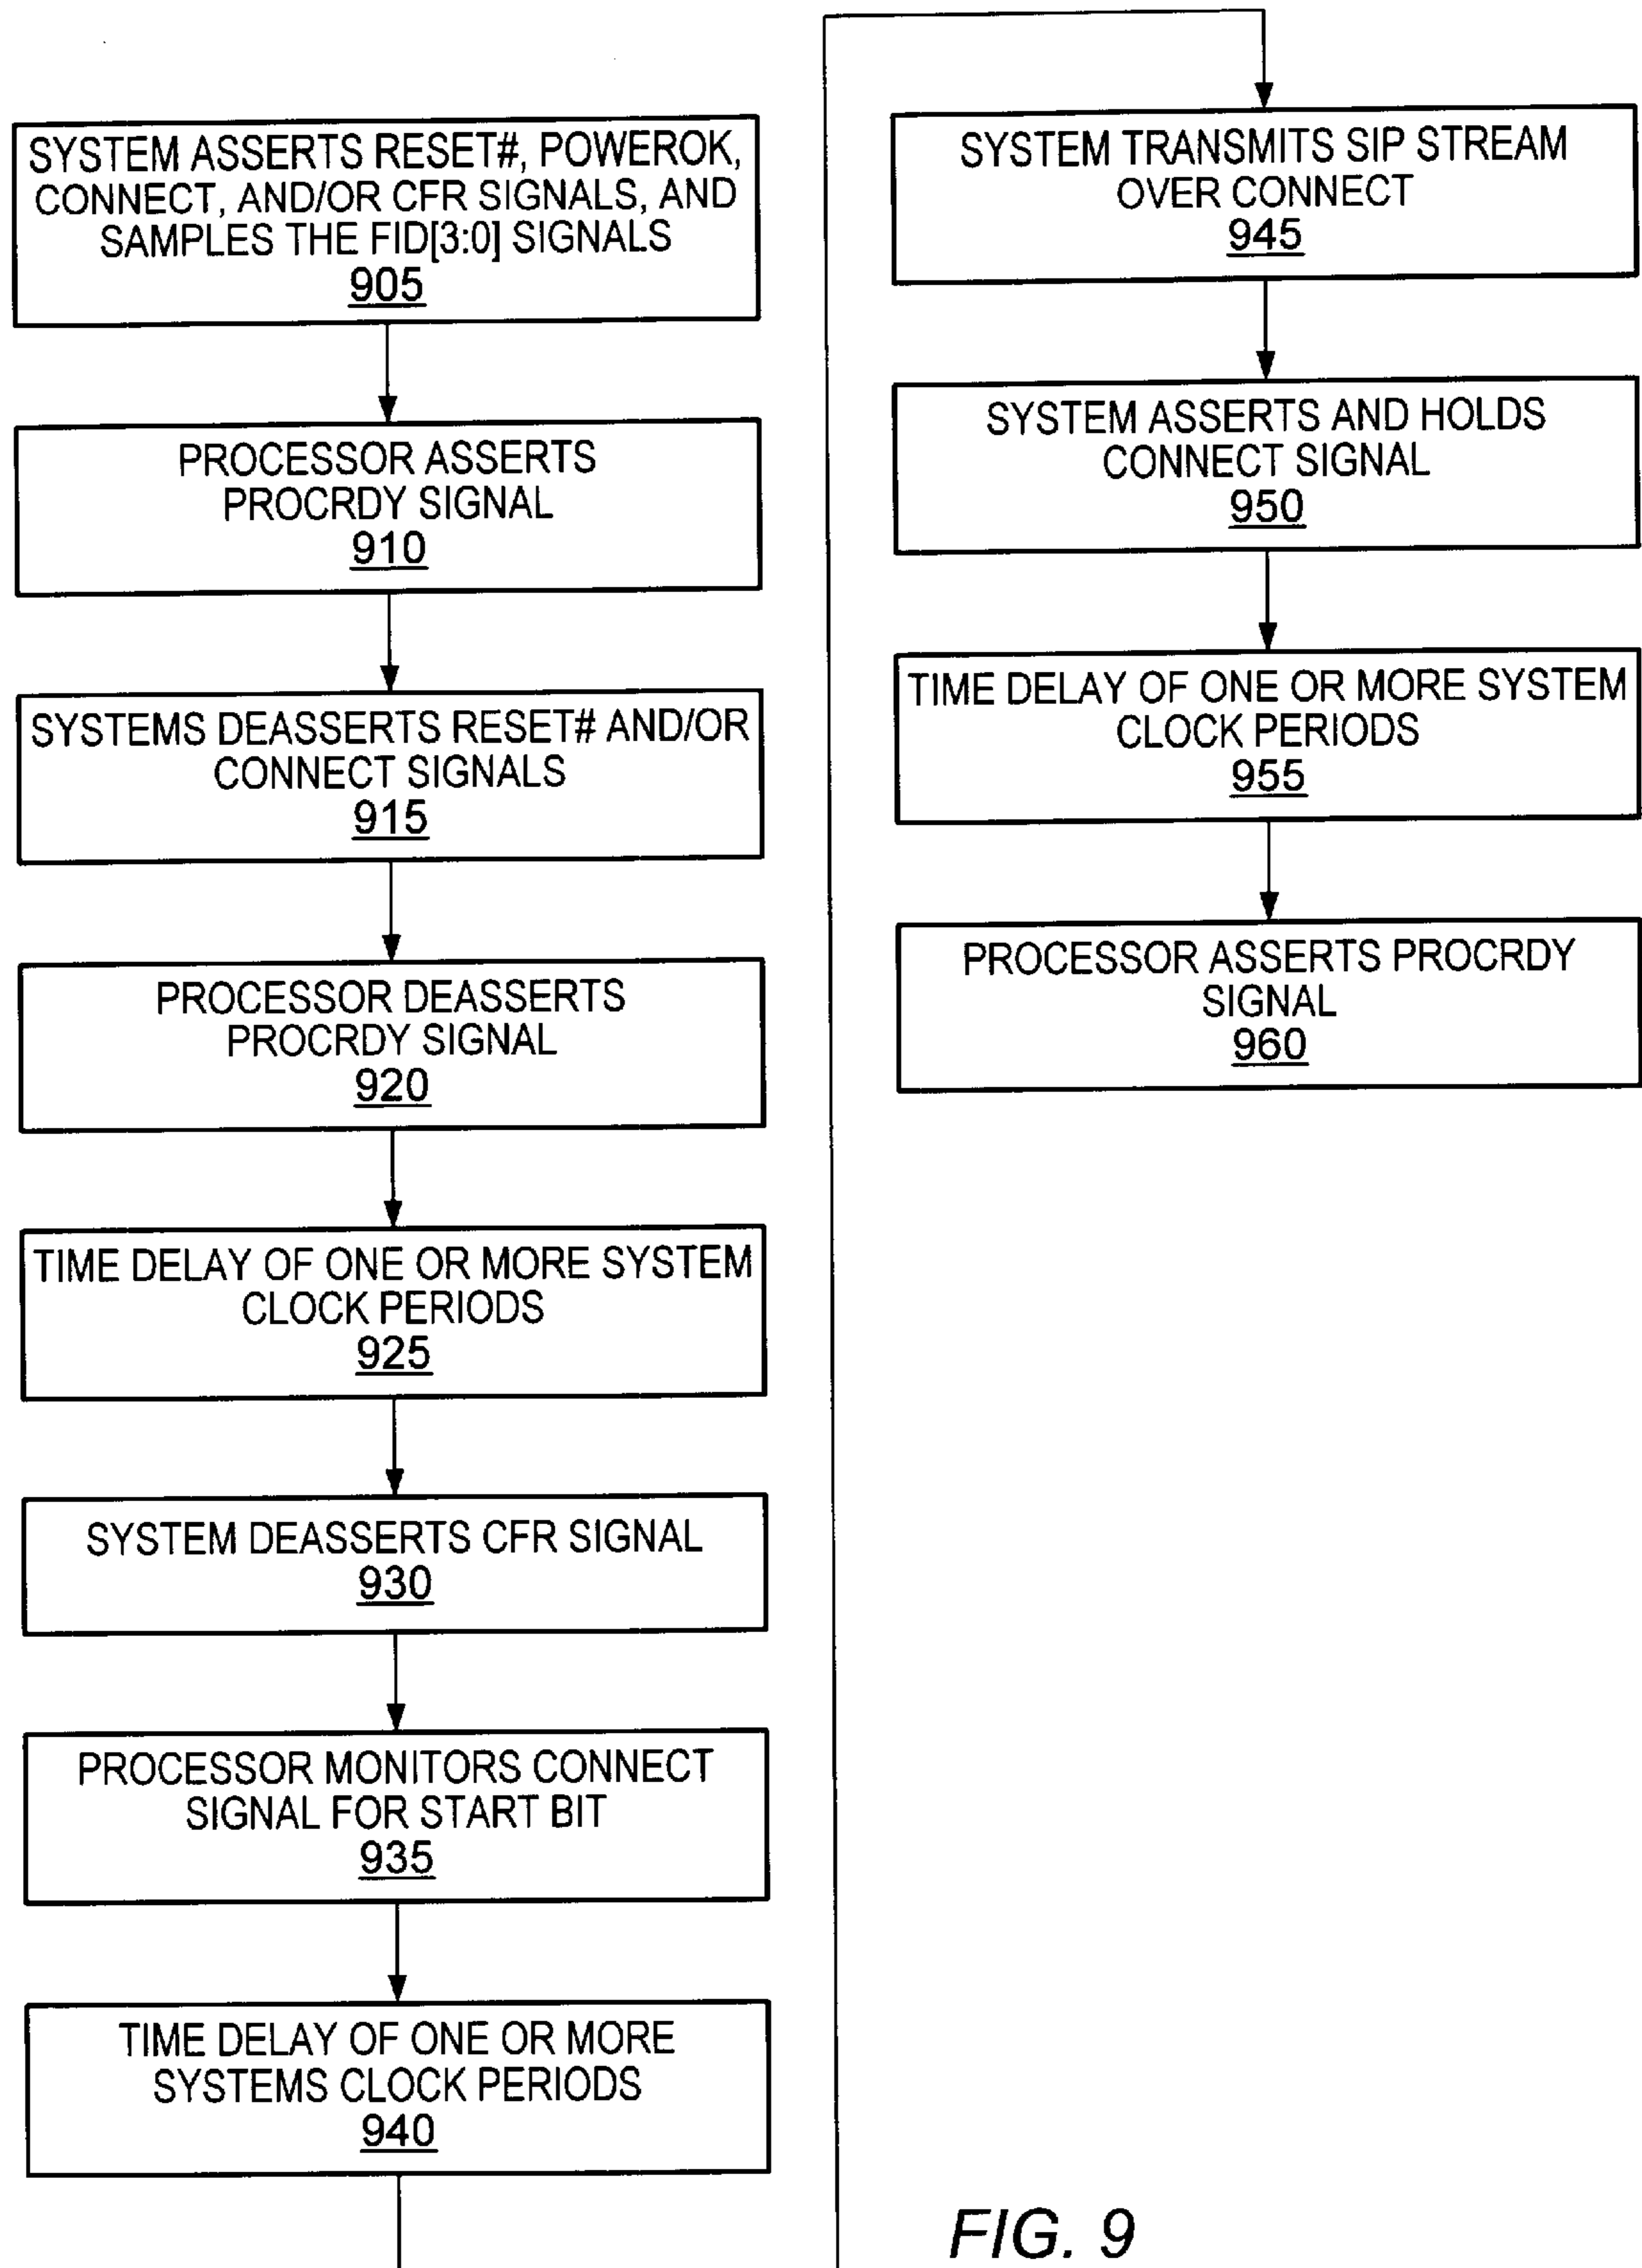 SYSTEM ASSERTS RESET#, POWEROK,
CONNECT, AND/OR CFR SIGNALS, AND
SAMPLES THE FID[3:0] SIGNALS
905
PROCESSOR ASSERTS
PROCRDY SIGNAL
910
SYSTEMS DEASSERTS RESET# AND/OR
CONNECT SIGNALS
915
PROCESSOR DEASSERTS
PROCRDY SIGNAL
920
TIME DELAY OF ONE OR MORE SYSTEM
CLOCK PERIODS
925
SYSTEM DEASSERTS CFR SIGNAL
930
PROCESSOR MONITORS CONNECT
SIGNAL FOR START BIT
935
TIME DELAY OF ONE OR MORE
SYSTEMS CLOCK PERIODS
940
SYSTEM TRANSMITS SIP STREAM
OVER CONNECT
945
SYSTEM ASSERTS AND HOLDS
CONNECT SIGNAL
950
TIME DELAY OF ONE OR MORE SYSTEM
CLOCK PERIODS
955
PROCESSOR ASSERTS PROCRDY
SIGNAL
960
FIG. 9